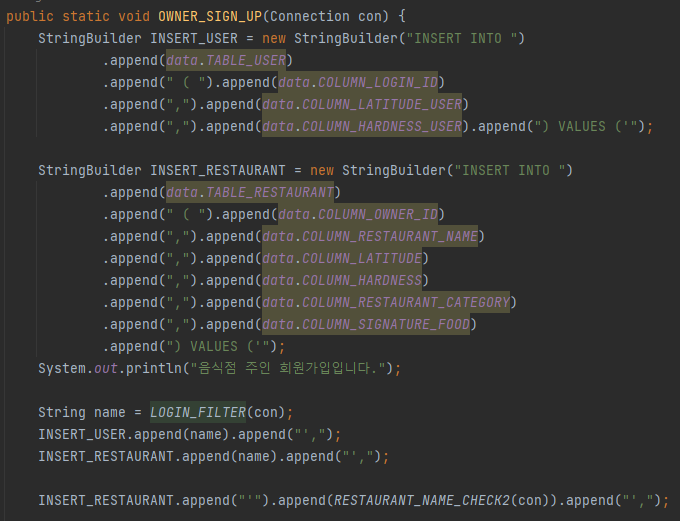 public static void OWNER_SIGN_UP(Connection con) {
StringBuilder INSERT_USER = new StringBuilder("INSERT INTO ")
.append(data.TABLE_USER)
.append(" ( ").append(data.COLUMN_LOGIN_ID)
.append(",").append(data.COLUMN_LATITUDE_USER)
.append(",").append(data.COLUMN_HARDNESS_USER).append(") VALUES ('");
StringBuilder INSERT_RESTAURANT = new StringBuilder("INSERT INTO ")
.append(data.TABLE_RESTAURANT)
.append(" ( ").append(data.COLUMN_OWNER_ID)
.append(",").append(data.COLUMN_RESTAURANT_NAME)
.append(",").append(data.COLUMN_LATITUDE)
.append(",").append(data.COLUMN_HARDNESS)
.append(",").append(data.COLUMN_RESTAURANT_CATEGORY)
.append(",").append(data.COLUMN_SIGNATURE_FOOD)
.append(") VALUES ('");
System.out.println("음식점 주인 회원가입입니다.");
String name = LOGIN_FILTER(con);
INSERT_USER.append(name).append("',");
INSERT_RESTAURANT.append(name).append("',");
INSERT_RESTAURANT.append("'").append(RESTAURANT_NAME_CHECK2(con)).append("',");